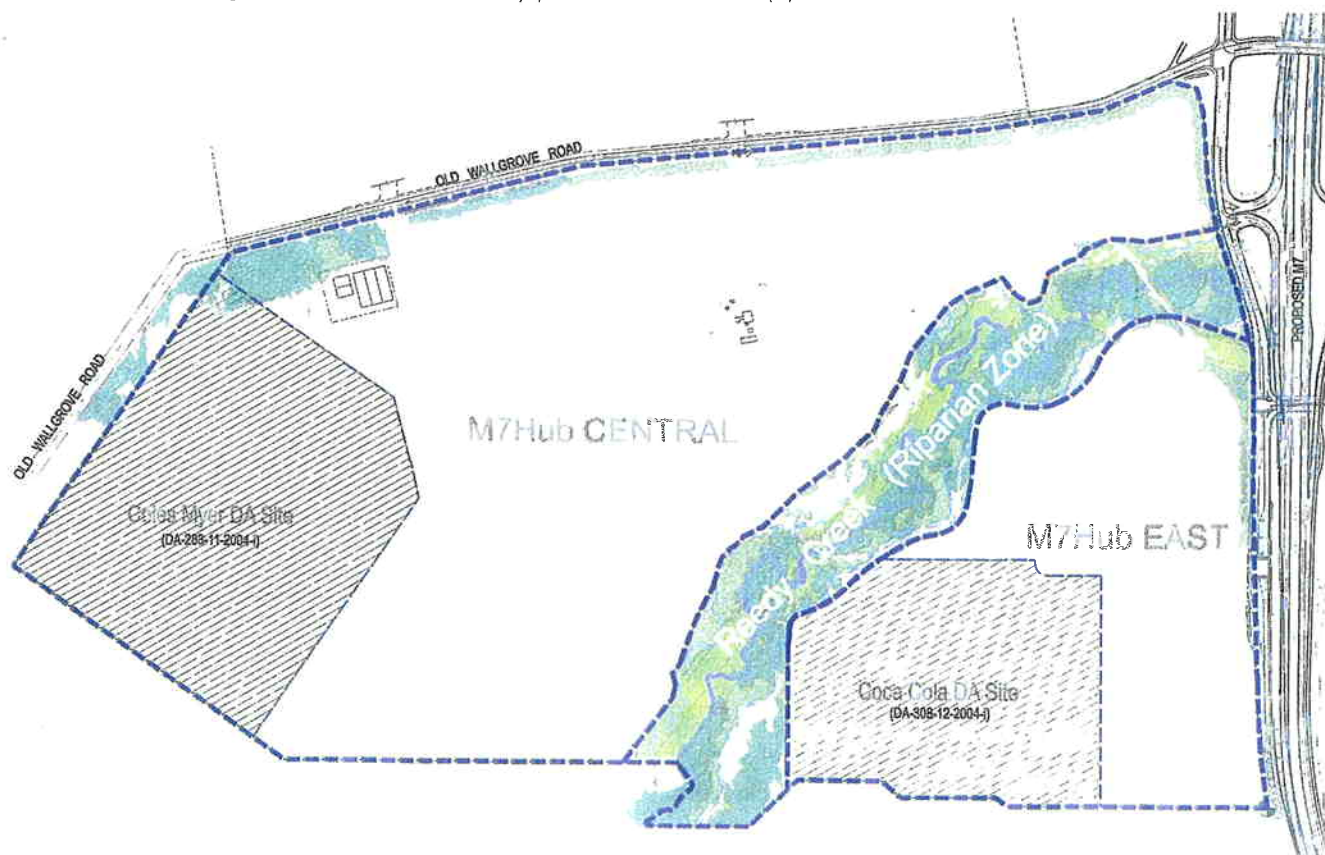 OLD WALLGROVE ROAD
OLD WALLGROVE ROAD
PROPOSED M7
M7Hub CENTRAL
Reedy Creek (Riparian Zone)
Coles Myer DA Site
(DA-288-11-2004-i)
M7Hub EAST
Coca Cola DA Site
(DA-308-12-2004-i)